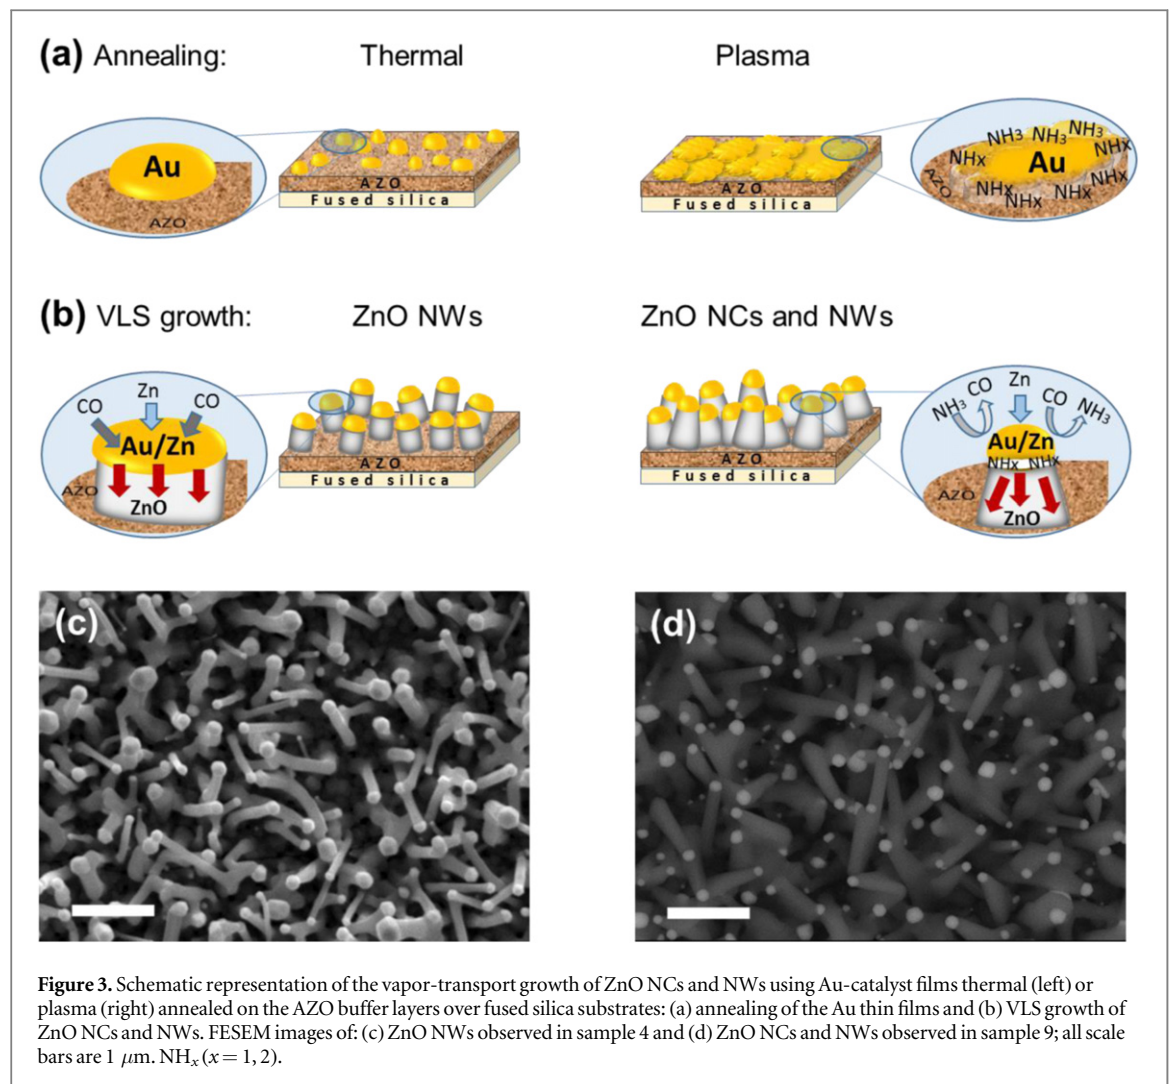 (a) Annealing: Thermal Plasma
Au
AZO
AZO
Fused silica
AZO
Fused silica
NH₃ NH₃ NH₃
NHx NHx
Au
AZO
NHx NHx NHx NHx
(b) VLS growth: ZnO NWs ZnO NCs and NWs
CO Zn CO
Au/Zn
AZO
ZnO
AZO
Fused silica
AZO
Fused silica
NH₃ CO Zn CO NH₃
Au/Zn
NHx NHx
AZO
ZnO
(c) (d)
Figure 3. Schematic representation of the vapor-transport growth of ZnO NCs and NWs using Au-catalyst films thermal (left) or
plasma (right) annealed on the AZO buffer layers over fused silica substrates: (a) annealing of the Au thin films and (b) VLS growth of
ZnO NCs and NWs. FESEM images of: (c) ZnO NWs observed in sample 4 and (d) ZnO NCs and NWs observed in sample 9; all scale
bars are 1 μm. NHₓ (x = 1, 2).